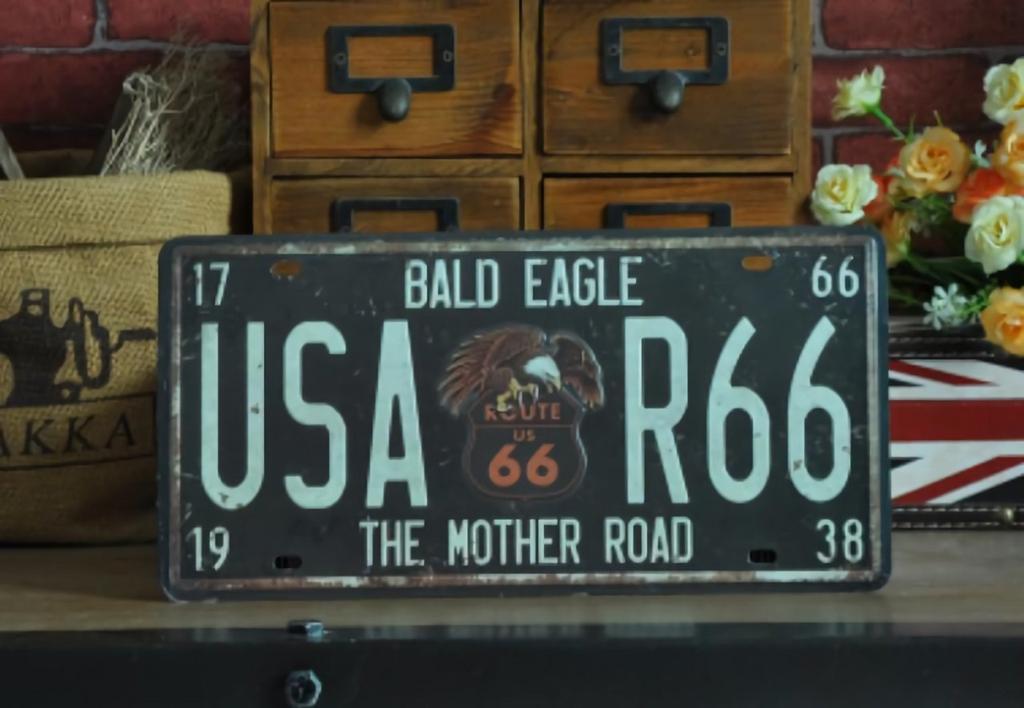 17 BALD EAGLE 66
USA R66
ROUTE
US
66
19 THE MOTHER ROAD 38
AKKA